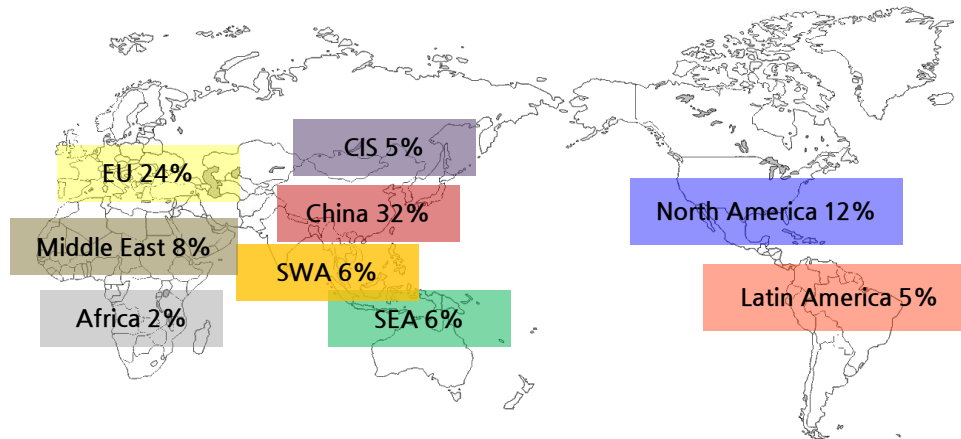 CIS 5%
EU 24%
China 32%
North America 12%
Middle East 8%
SWA 6%
Latin America 5%
Africa 2%
SEA 6%